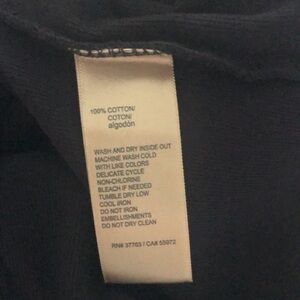 100% COTTON/
COTON/
algodón
WASH AND DRY INSIDE OUT
MACHINE WASH COLD
WITH LIKE COLORS
DELICATE CYCLE
NON-CHLORINE
BLEACH IF NEEDED
TUMBLE DRY LOW
COOL IRON
DO NOT IRON
EMBELLISHMENTS
DO NOT DRY CLEAN
RN# 37763 / CA# 55972